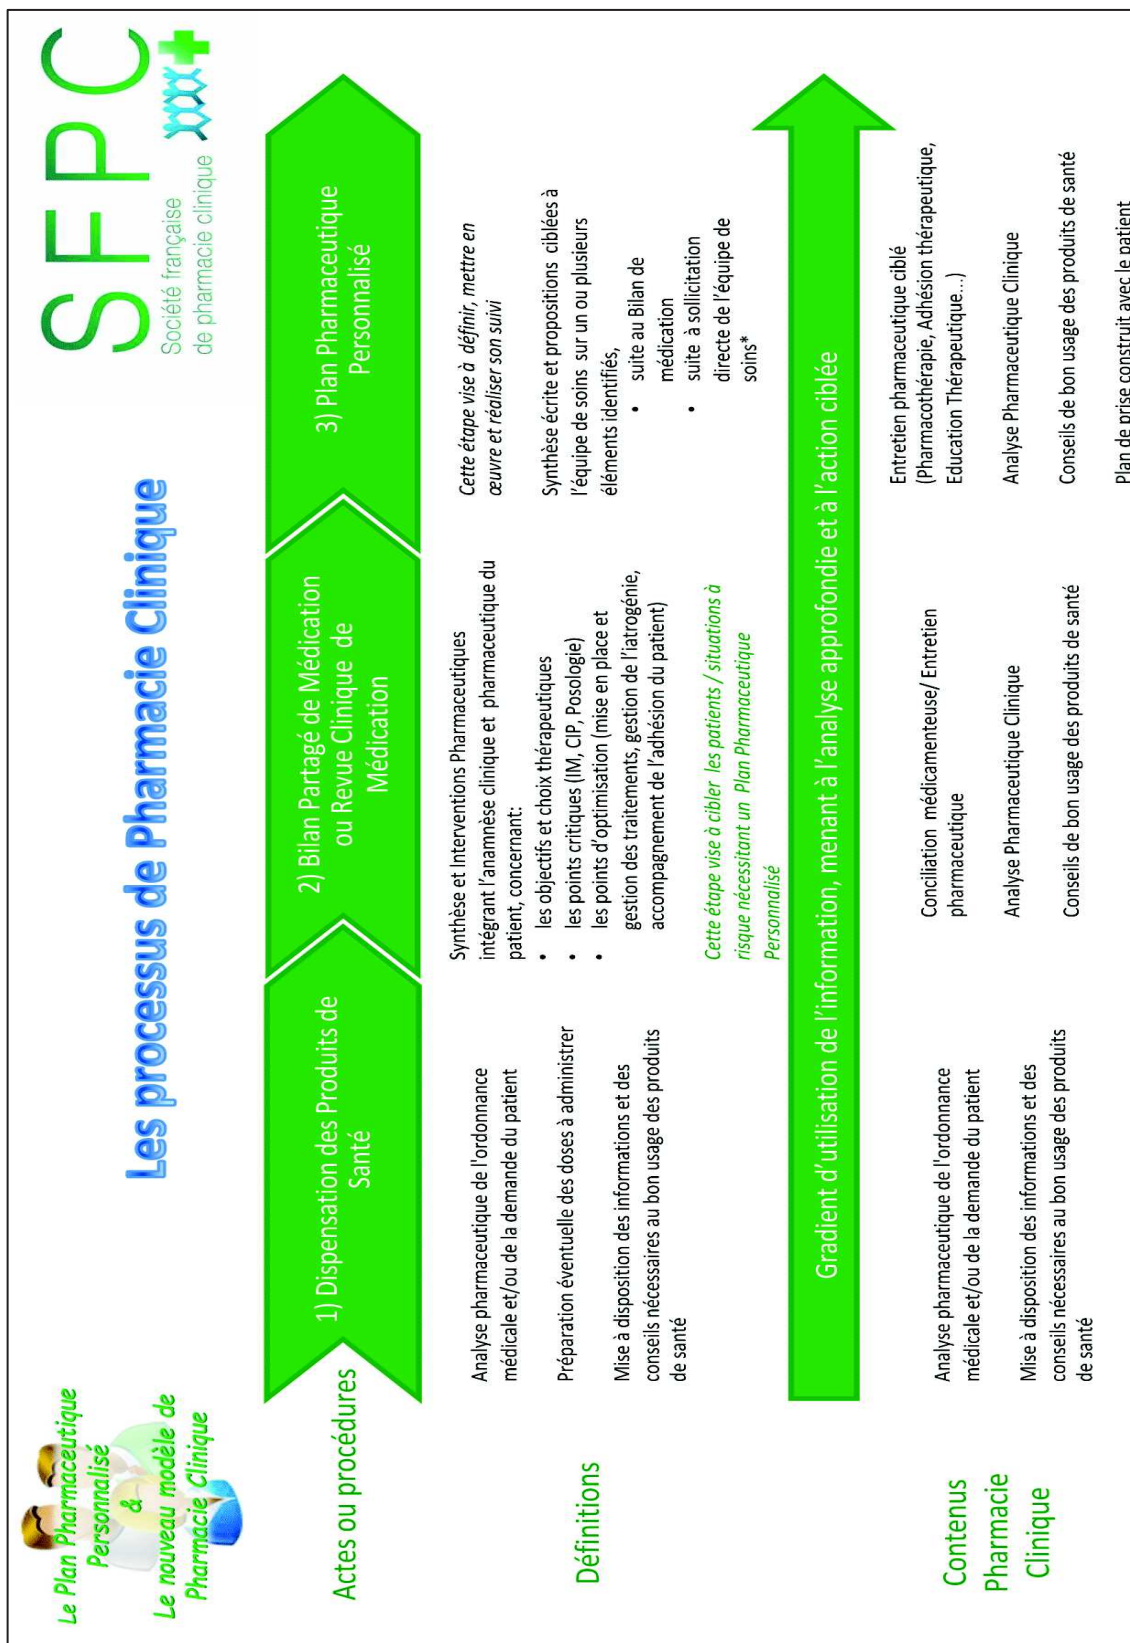 Le Plan Pharmaceutique
Personnalisé
&
Le nouveau modèle de
Pharmacie Clinique
Les processus de Pharmacie Clinique
SFPC
Société française
de pharmacie clinique
Actes ou procédures
1) Dispensation des Produits de
Santé
2) Bilan Partagé de Médication
ou Revue Clinique de
Médication
3) Plan Pharmaceutique
Personnalisé
Définitions
Analyse pharmaceutique de l'ordonnance
médicale et/ou de la demande du patient
Préparation éventuelle des doses à administrer
Mise à disposition des informations et des
conseils nécessaires au bon usage des produits
de santé
Synthèse et Interventions Pharmaceutiques
intégrant l'anamnèse clinique et pharmaceutique du
patient, concernant:
• les objectifs et choix thérapeutiques
• les points critiques (IM, CIP, Posologie)
• les points d'optimisation (mise en place et
gestion des traitements, gestion de l'iatrogénie,
accompagnement de l'adhésion du patient)
Cette étape vise à cibler les patients / situations à
risque nécessitant un Plan Pharmaceutique
Personnalisé
Cette étape vise à définir, mettre en
œuvre et réaliser son suivi
Synthèse écrite et propositions ciblées à
l'équipe de soins sur un ou plusieurs
éléments identifiés,
• suite au Bilan de
médication
• suite à sollicitation
directe de l'équipe de
soins*
Gradient d'utilisation de l'information, menant à l'analyse approfondie et à l'action ciblée
Contenus
Pharmacie
Clinique
Analyse pharmaceutique de l'ordonnance
médicale et/ou de la demande du patient
Mise à disposition des informations et des
conseils nécessaires au bon usage des produits
de santé
Conciliation médicamenteuse/ Entretien
pharmaceutique
Analyse Pharmaceutique Clinique
Conseils de bon usage des produits de santé
Entretien pharmaceutique ciblé
(Pharmacothérapie, Adhésion thérapeutique,
Education Thérapeutique...)
Analyse Pharmaceutique Clinique
Conseils de bon usage des produits de santé
Plan de prise construit avec le patient